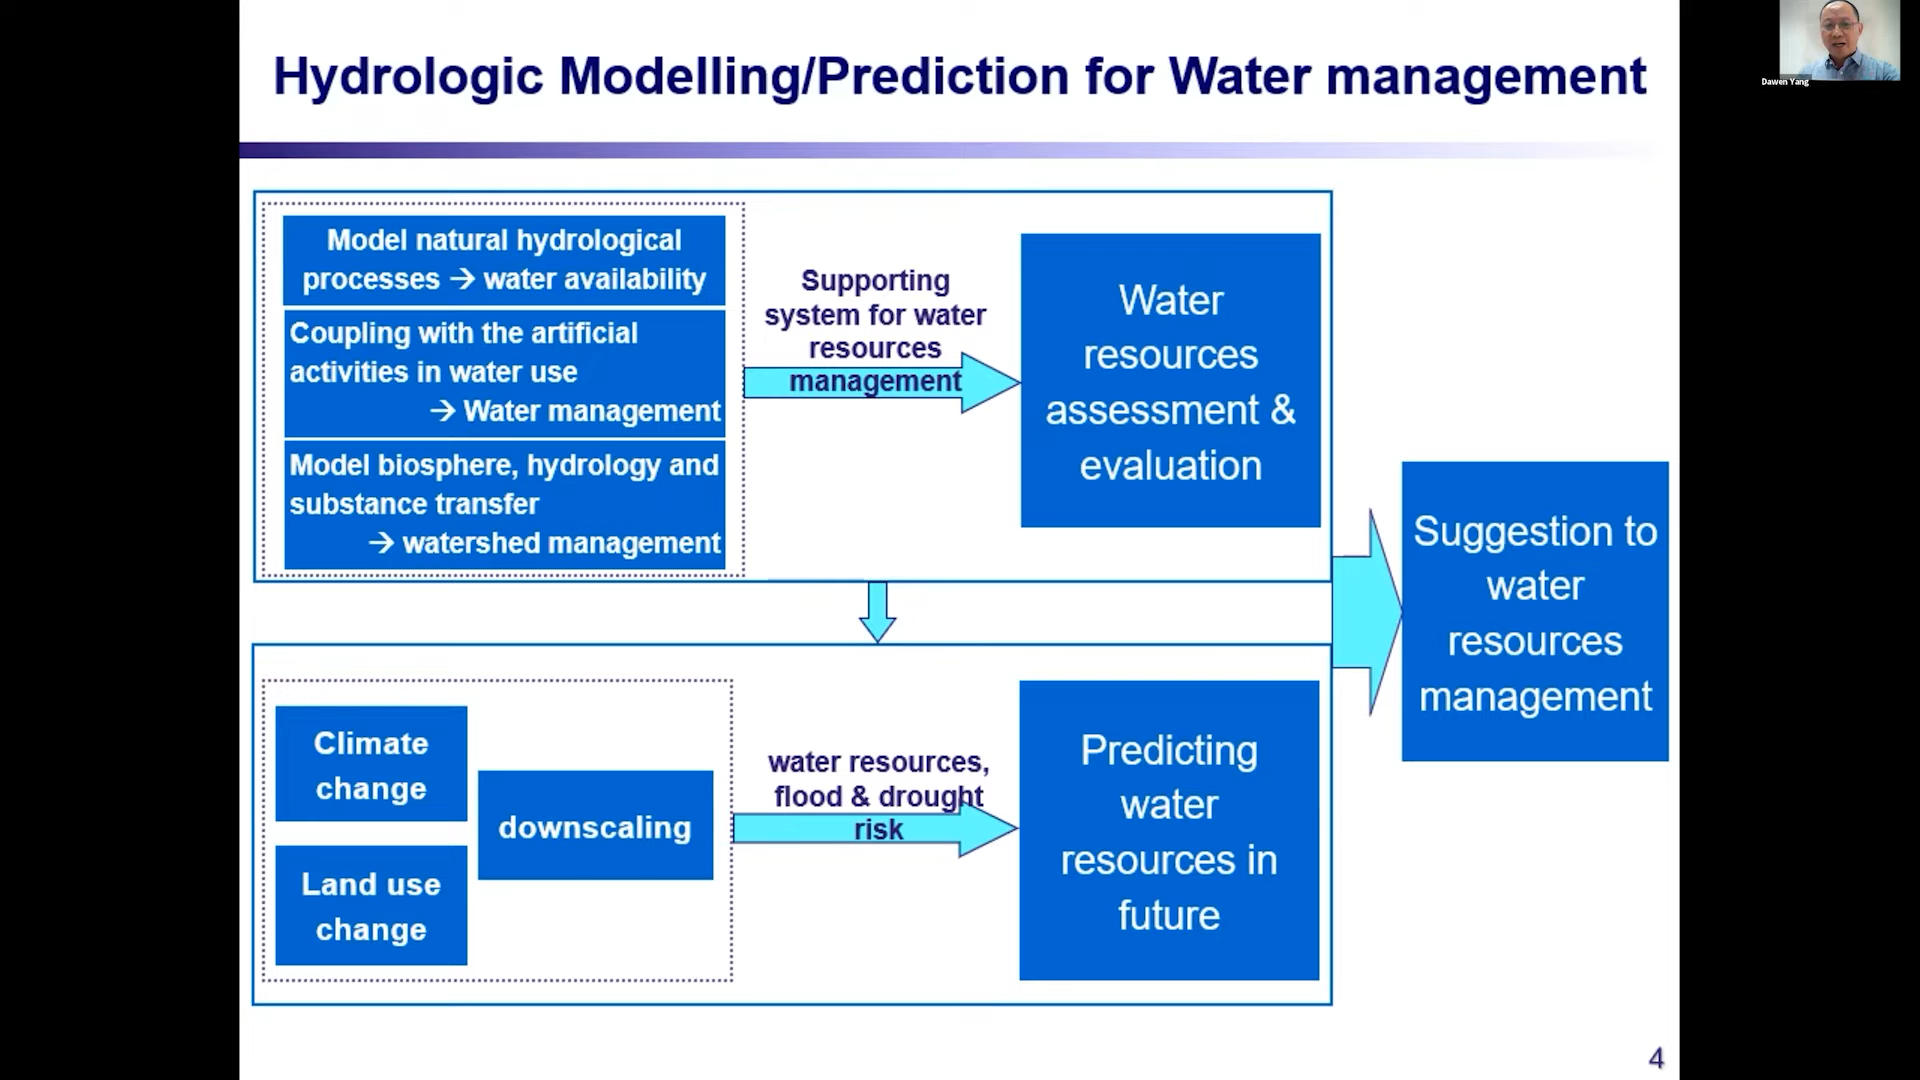 Hydrologic Modelling/Prediction for Water management
Dawen Yang
Model natural hydrological
processes → water availability
Coupling with the artificial
activities in water use
→ Water management
Model biosphere, hydrology and
substance transfer
→ watershed management
Supporting
system for water
resources
management
Water
resources
assessment &
evaluation
Climate
change
Land use
change
downscaling
water resources,
flood & drought
risk
Predicting
water
resources in
future
Suggestion to
water
resources
management
4